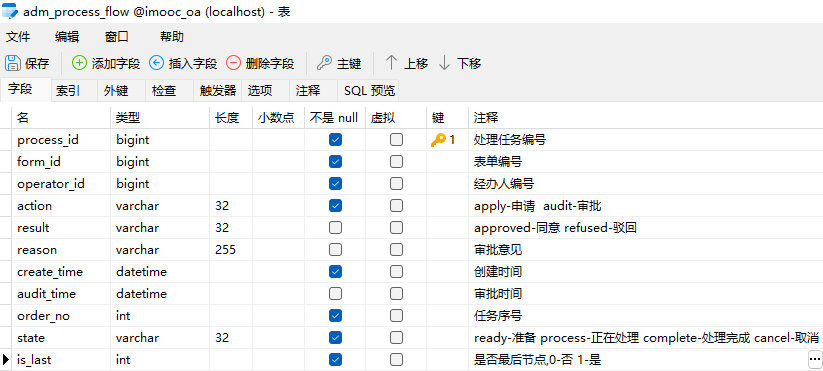 adm_process_flow @imooc_oa (localhost) - 表
文件 编辑 窗口 帮助
保存 添加字段 插入字段 删除字段 主键 上移 下移
字段 索引 外键 检查 触发器 选项 注释 SQL 预览
名 类型 长度 小数点 不是 null 虚拟 键 注释
process_id bigint 1 处理任务编号
form_id bigint 表单编号
operator_id bigint 经办人编号
action varchar 32 apply-申请 audit-审批
result varchar 32 approved-同意 refused-驳回
reason varchar 255 审批意见
create_time datetime 创建时间
audit_time datetime 审批时间
order_no int 任务序号
state varchar 32 ready-准备 process-正在处理 complete-处理完成 cancel-取消
is_last int 是否最后节点,0-否 1-是 ...